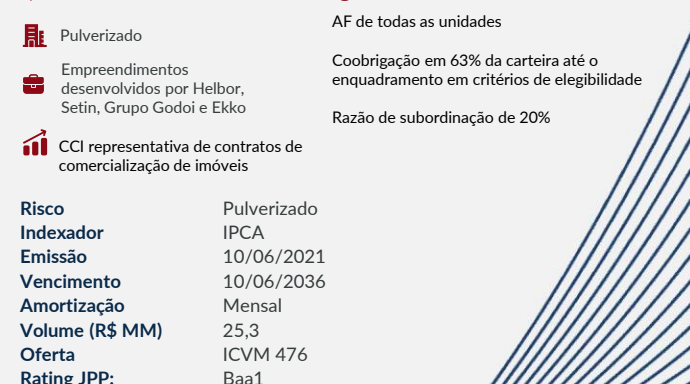 Pulverizado
Empreendimentos
desenvolvidos por Helbor,
Setin, Grupo Godoi e Ekko
CCI representativa de contratos de
comercialização de imóveis
AF de todas as unidades
Coobrigação em 63% da carteira até o
enquadramento em critérios de elegibilidade
Razão de subordinação de 20%
Risco Pulverizado
Indexador IPCA
Emissão 10/06/2021
Vencimento 10/06/2036
Amortização Mensal
Volume (R$ MM) 25,3
Oferta ICVM 476
Rating JPP: Baa1